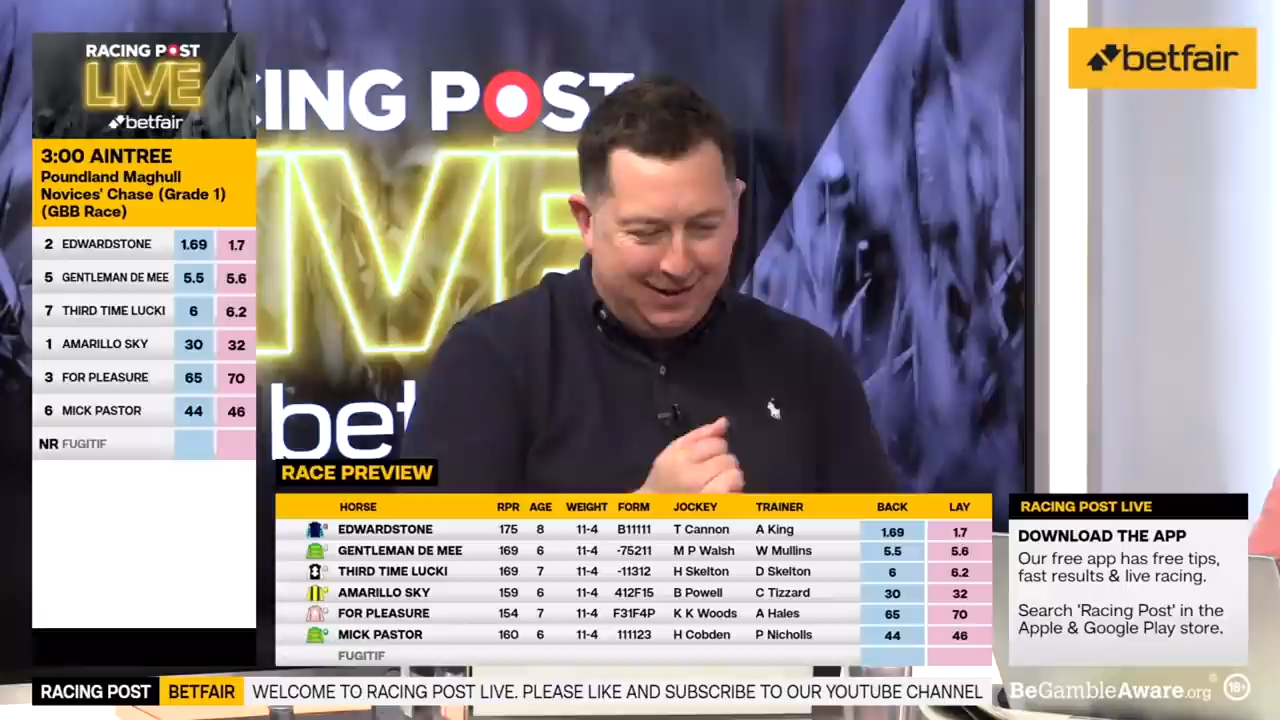 RACING POST
LIVE
betfair
3:00 AINTREE
Poundland Maghull
Novices' Chase (Grade 1)
(GBB Race)
2 EDWARDSTONE 1.69 1.7
5 GENTLEMAN DE MEE 5.5 5.6
7 THIRD TIME LUCKI 6 6.2
1 AMARILLO SKY 30 32
3 FOR PLEASURE 65 70
6 MICK PASTOR 44 46
NR FUGITIF
CING POST
IVE
bet
betfair
RACE PREVIEW
HORSE RPR AGE WEIGHT FORM JOCKEY TRAINER BACK LAY
EDWARDSTONE 175 8 11-4 B11111 T Cannon A King 1.69 1.7
GENTLEMAN DE MEE 169 6 11-4 -75211 M P Walsh W Mullins 5.5 5.6
THIRD TIME LUCKI 169 7 11-4 -11312 H Skelton D Skelton 6 6.2
AMARILLO SKY 159 6 11-4 412F15 B Powell C Tizzard 30 32
FOR PLEASURE 154 7 11-4 F31F4P K K Woods A Hales 65 70
MICK PASTOR 160 6 11-4 111123 H Cobden P Nicholls 44 46
FUGITIF
RACING POST LIVE
DOWNLOAD THE APP
Our free app has free tips,
fast results & live racing.
Search 'Racing Post' in the
Apple & Google Play store.
RACING POST BETFAIR WELCOME TO RACING POST LIVE. PLEASE LIKE AND SUBSCRIBE TO OUR YOUTUBE CHANNEL
BeGambleAware.org® 18+